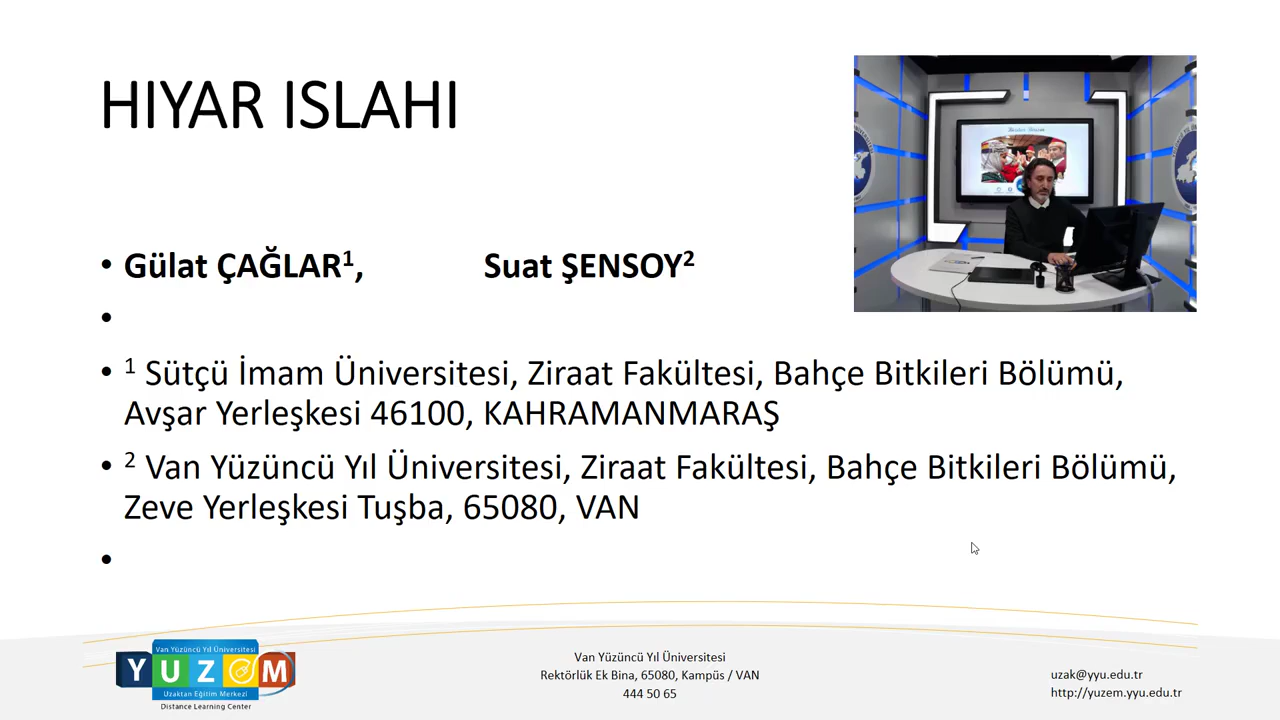 HIYAR ISLAHI
• Gülat ÇAĞLAR¹, Suat ŞENSOY²
•
• ¹ Sütçü İmam Üniversitesi, Ziraat Fakültesi, Bahçe Bitkileri Bölümü,
Avşar Yerleşkesi 46100, KAHRAMANMARAŞ
• ² Van Yüzüncü Yıl Üniversitesi, Ziraat Fakültesi, Bahçe Bitkileri Bölümü,
Zeve Yerleşkesi Tuşba, 65080, VAN
•
Van Yüzüncü Yıl Üniversitesi
YUZEM
Uzaktan Eğitim Merkezi
Distance Learning Center
Van Yüzüncü Yıl Üniversitesi
Rektörlük Ek Bina, 65080, Kampüs / VAN
444 50 65
uzak@yyu.edu.tr
http://yuzem.yyu.edu.tr